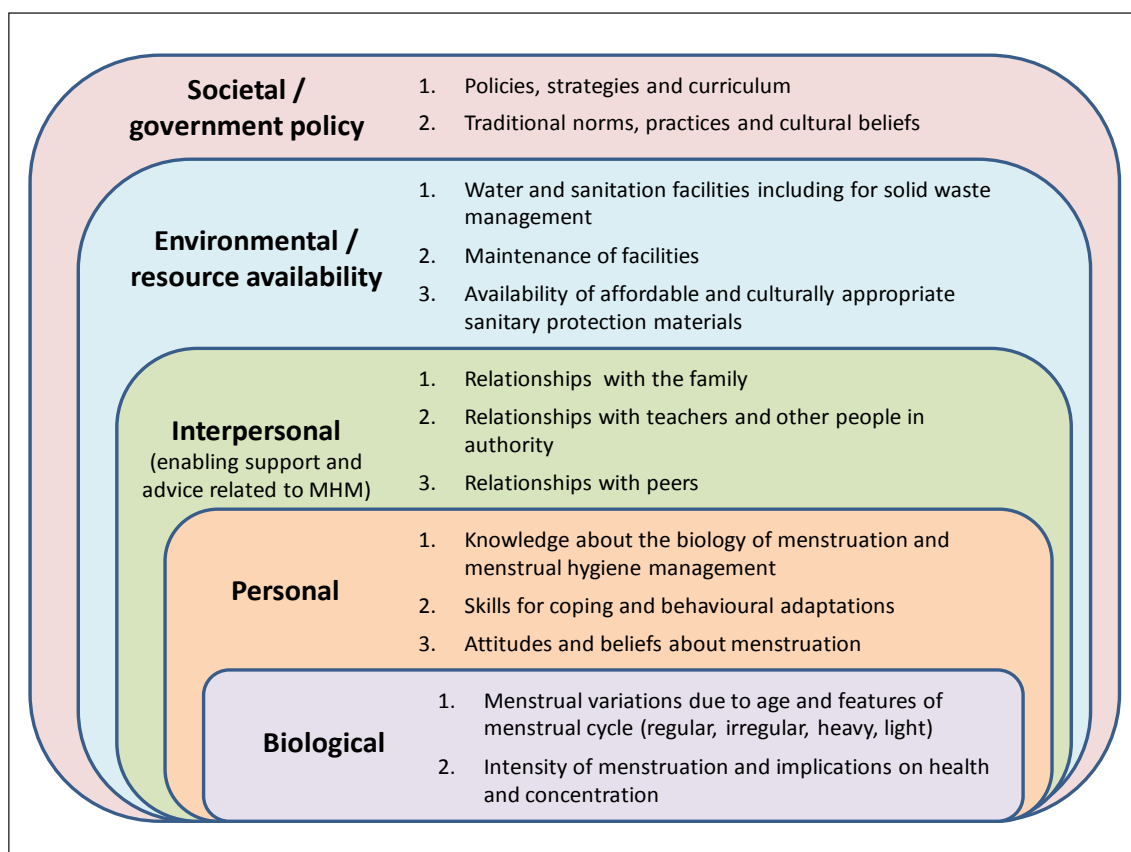 Societal /
government policy
1. Policies, strategies and curriculum
2. Traditional norms, practices and cultural beliefs
Environmental /
resource availability
1. Water and sanitation facilities including for solid waste
management
2. Maintenance of facilities
3. Availability of affordable and culturally appropriate
sanitary protection materials
Interpersonal
(enabling support and
advice related to MHM)
1. Relationships with the family
2. Relationships with teachers and other people in
authority
3. Relationships with peers
Personal
1. Knowledge about the biology of menstruation and
menstrual hygiene management
2. Skills for coping and behavioural adaptations
3. Attitudes and beliefs about menstruation
Biological
1. Menstrual variations due to age and features of
menstrual cycle (regular, irregular, heavy, light)
2. Intensity of menstruation and implications on health
and concentration